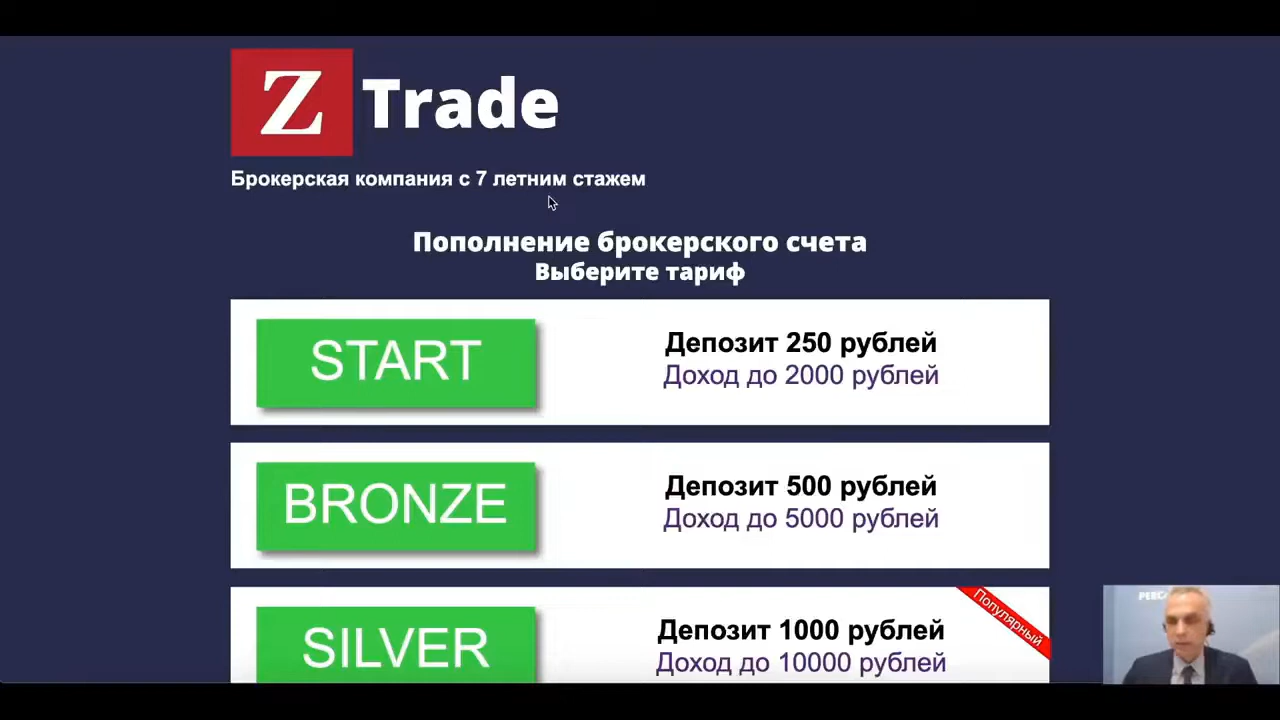 Z Trade
Брокерская компания с 7 летним стажем
Пополнение брокерского счета
Выберите тариф
START
Депозит 250 рублей
Доход до 2000 рублей
BRONZE
Депозит 500 рублей
Доход до 5000 рублей
Популярный
SILVER
Депозит 1000 рублей
Доход до 10000 рублей